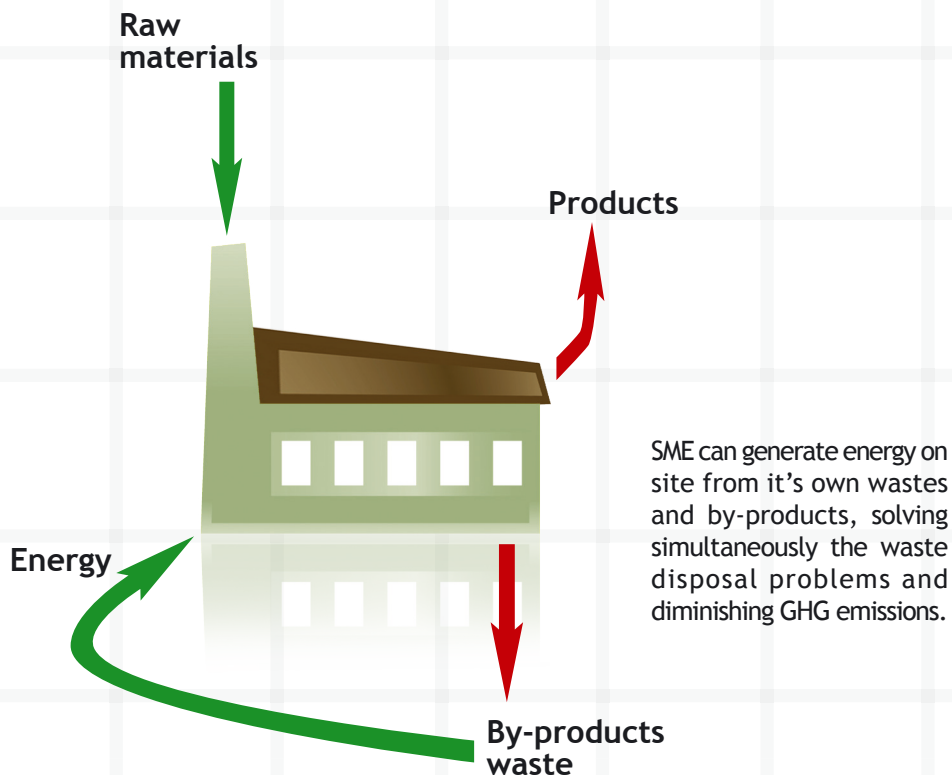 Raw
materials
Products
SME can generate energy on
site from it's own wastes
and by-products, solving
simultaneously the waste
disposal problems and
diminishing GHG emissions.
Energy
By-products
waste